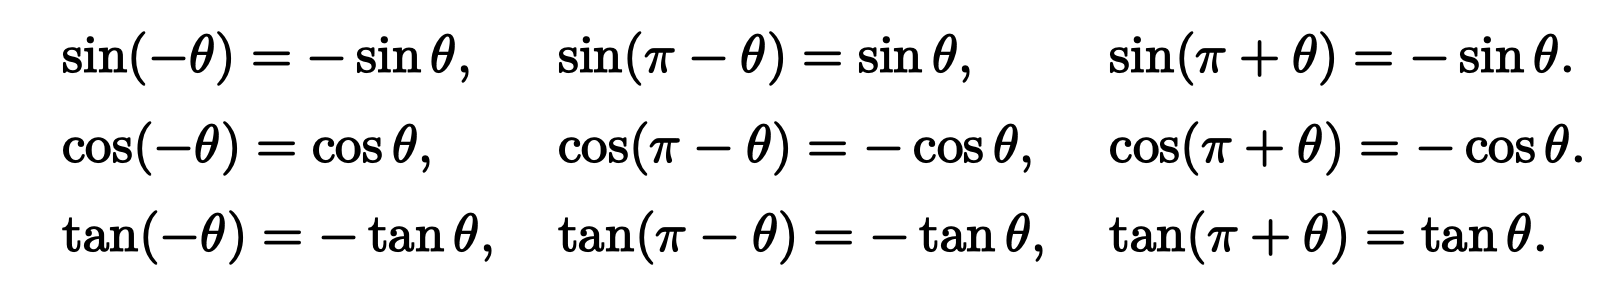 sin(−θ) = − sin θ, sin(π − θ) = sin θ, sin(π + θ) = − sin θ.
cos(−θ) = cos θ, cos(π − θ) = − cos θ, cos(π + θ) = − cos θ.
tan(−θ) = − tan θ, tan(π − θ) = − tan θ, tan(π + θ) = tan θ.